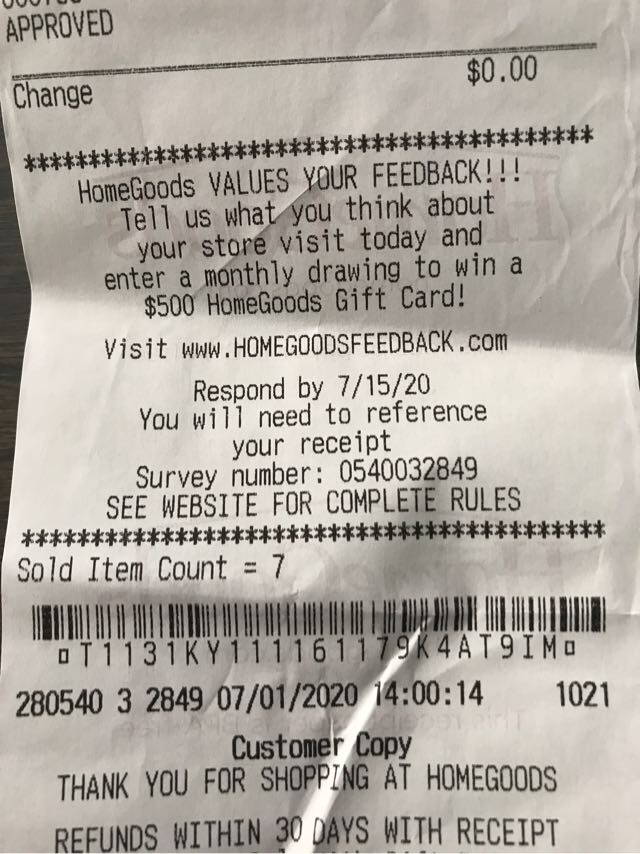 APPROVED
Change $0.00
*******************************************
HomeGoods VALUES YOUR FEEDBACK!!!
Tell us what you think about
your store visit today and
enter a monthly drawing to win a
$500 HomeGoods Gift Card!
Visit www.HOMEGOODSFEEDBACK.com
Respond by 7/15/20
You will need to reference
your receipt
Survey number: 0540032849
SEE WEBSITE FOR COMPLETE RULES
*******************************************
Sold Item Count = 7
¤T1131KY111161179K4AT9IM¤
280540 3 2849 07/01/2020 14:00:14 1021
Customer Copy
THANK YOU FOR SHOPPING AT HOMEGOODS
REFUNDS WITHIN 30 DAYS WITH RECEIPT